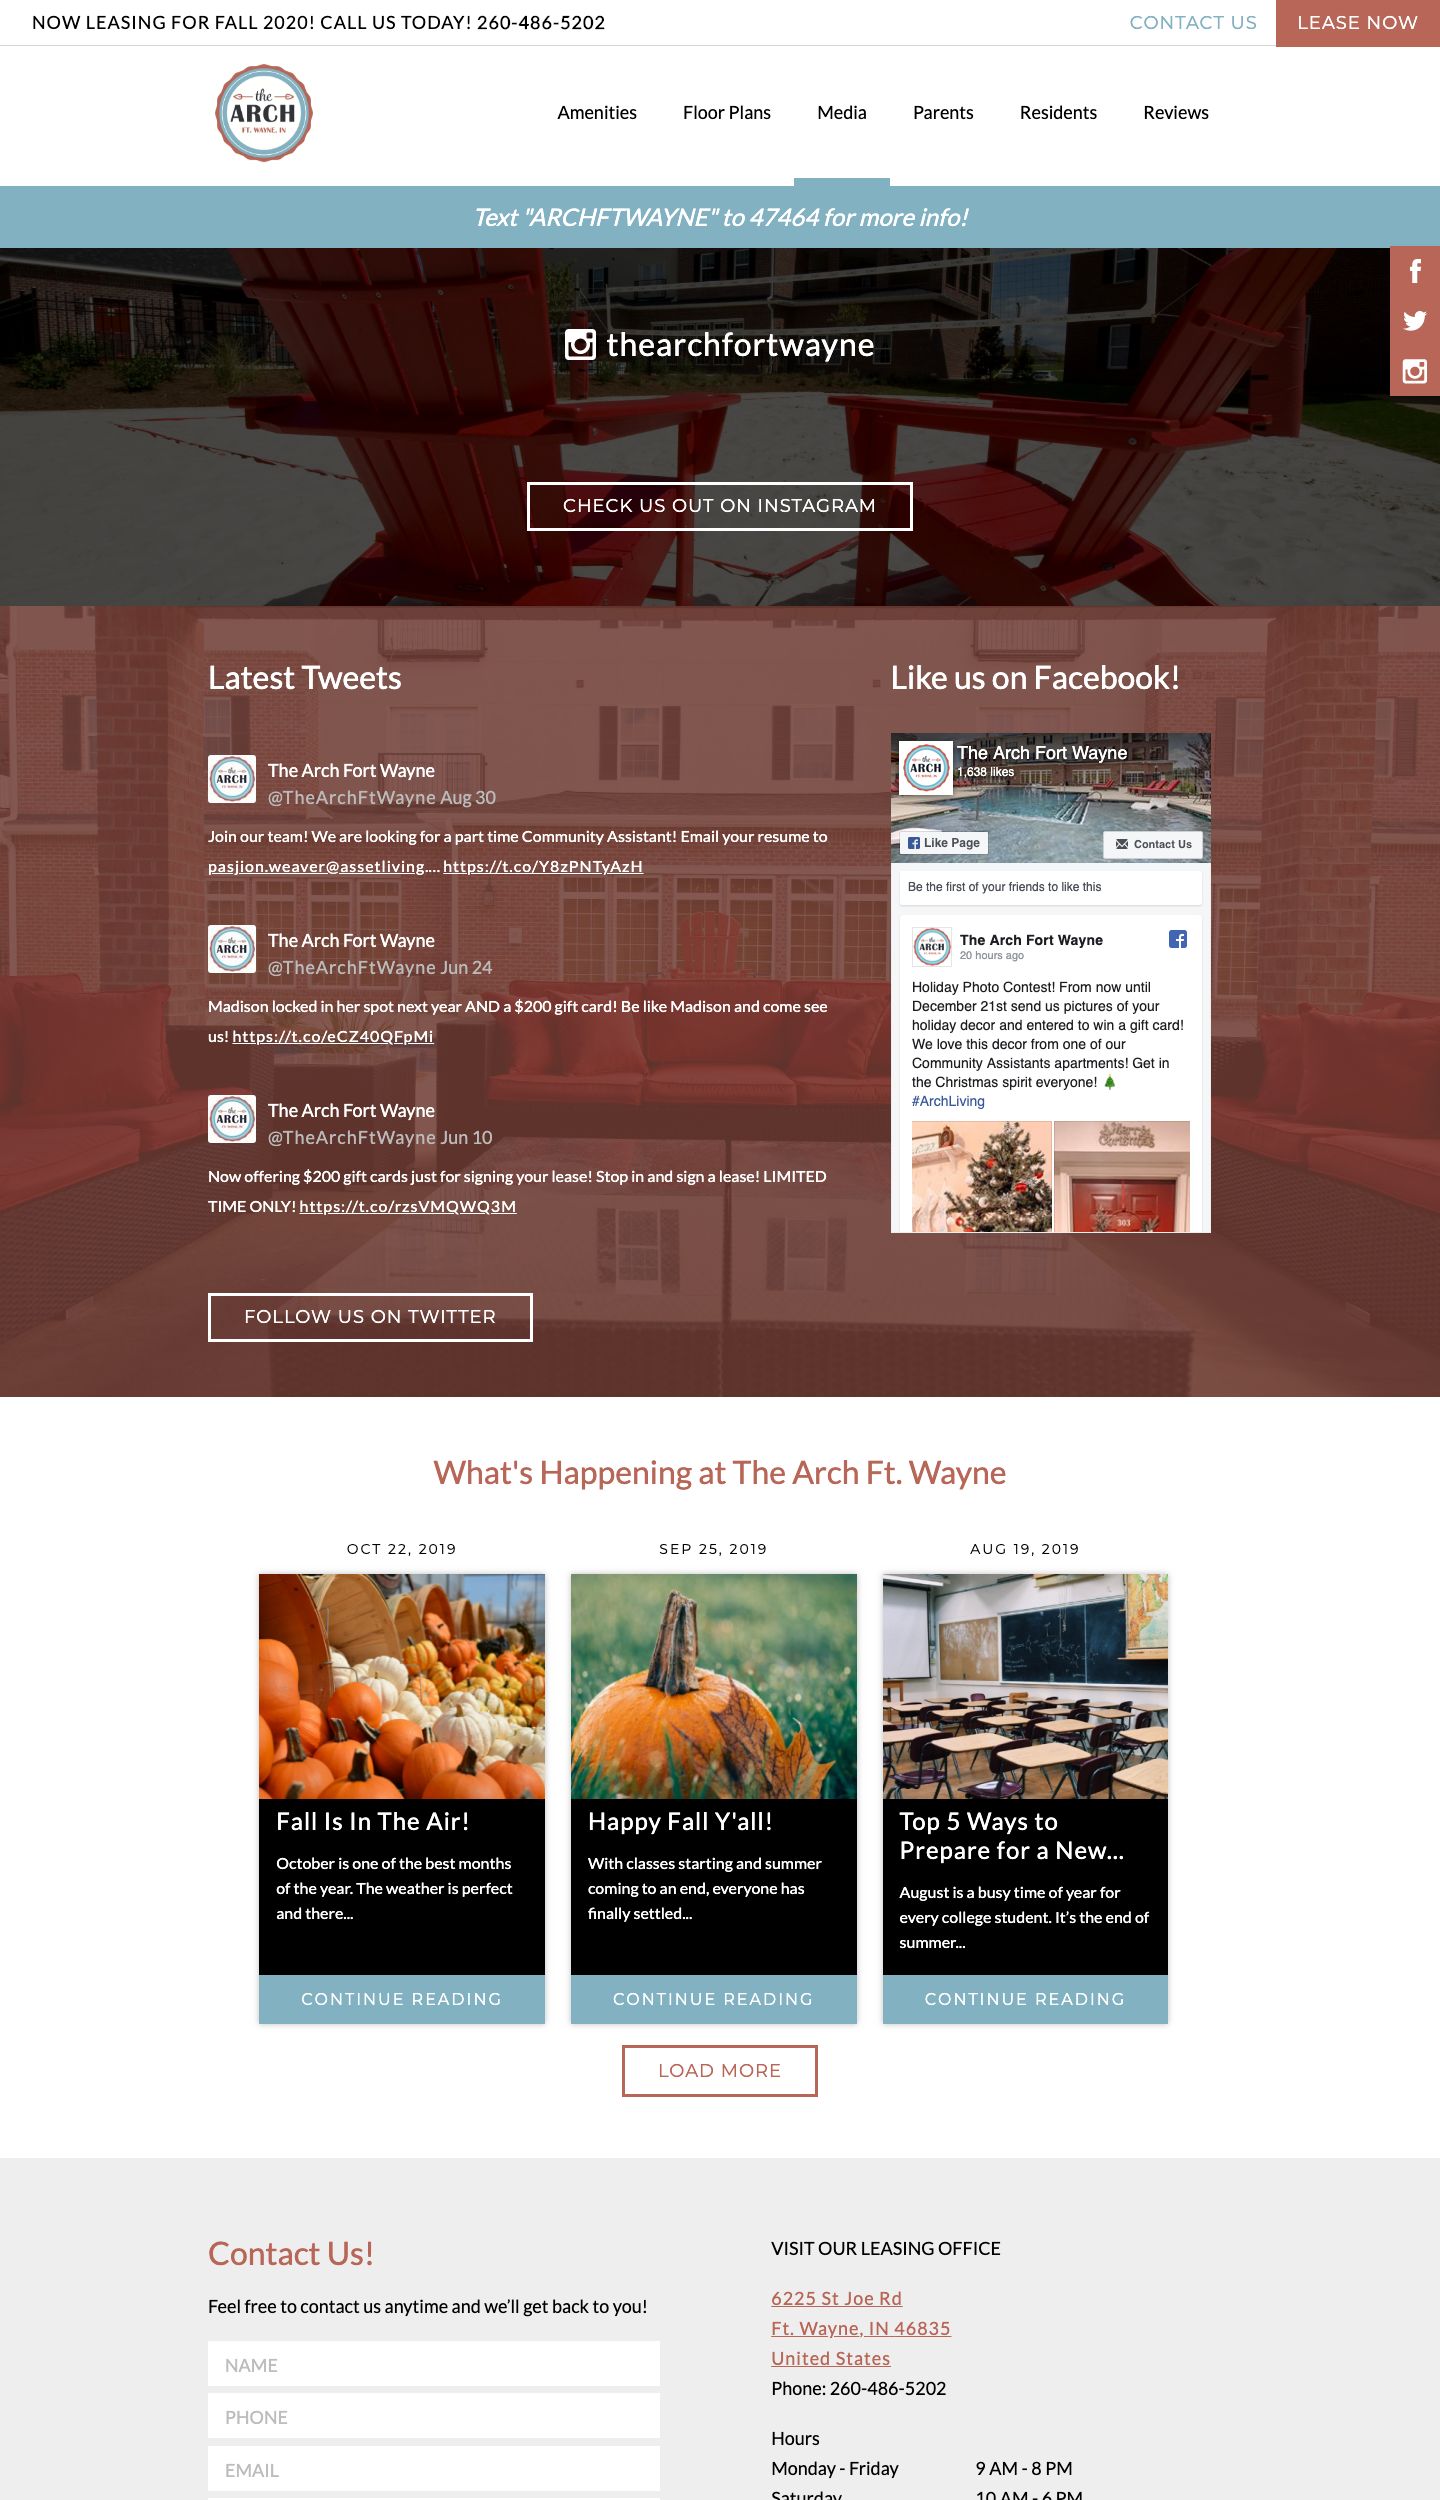 NOW LEASING FOR FALL 2020! CALL US TODAY! 260-486-5202
CONTACT US
LEASE NOW
the
ARCH
FT. WAYNE, IN
Amenities
Floor Plans
Media
Parents
Residents
Reviews
Text "ARCHFTWAYNE" to 47464 for more info!
thearchfortwayne
CHECK US OUT ON INSTAGRAM
Latest Tweets
The Arch Fort Wayne
@TheArchFtWayne Aug 30
Join our team! We are looking for a part time Community Assistant! Email your resume to
pasjion.weaver@assetliving.... https://t.co/Y8zPNTyAzH
The Arch Fort Wayne
@TheArchFtWayne Jun 24
Madison locked in her spot next year AND a $200 gift card! Be like Madison and come see
us! https://t.co/eCZ40QFpMi
The Arch Fort Wayne
@TheArchFtWayne Jun 10
Now offering $200 gift cards just for signing your lease! Stop in and sign a lease! LIMITED
TIME ONLY! https://t.co/rzsVMQWQ3M
FOLLOW US ON TWITTER
Like us on Facebook!
The Arch Fort Wayne
1,638 likes
Like Page
Contact Us
Be the first of your friends to like this
The Arch Fort Wayne
20 hours ago
Holiday Photo Contest! From now until
December 21st send us pictures of your
holiday decor and entered to win a gift card!
We love this decor from one of our
Community Assistants apartments! Get in
the Christmas spirit everyone! 🎄
#ArchLiving
Merry
Christmas
303
What's Happening at The Arch Ft. Wayne
OCT 22, 2019
Fall Is In The Air!
October is one of the best months
of the year. The weather is perfect
and there...
CONTINUE READING
SEP 25, 2019
Happy Fall Y'all!
With classes starting and summer
coming to an end, everyone has
finally settled...
CONTINUE READING
AUG 19, 2019
Top 5 Ways to
Prepare for a New...
August is a busy time of year for
every college student. It's the end of
summer...
CONTINUE READING
LOAD MORE
Contact Us!
Feel free to contact us anytime and we'll get back to you!
NAME
PHONE
EMAIL
VISIT OUR LEASING OFFICE
6225 St Joe Rd
Ft. Wayne, IN 46835
United States
Phone: 260-486-5202
Hours
Monday - Friday 9 AM - 8 PM
Saturday 10 AM - 6 PM